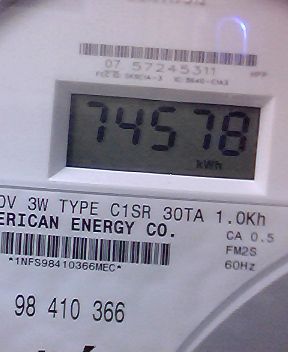 07 57245311
74578
kWh
3W TYPE C1SR 30TA 1.0Kh
ERICAN ENERGY CO.
CA 0.5
FM2S
60Hz
*1NFS98410366MEC*
98 410 366